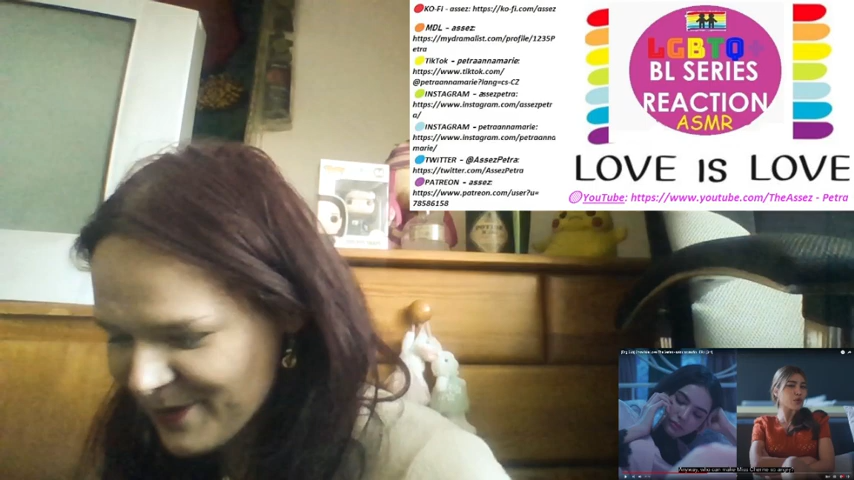 KO-FI - assez: https://ko-fi.com/assez
MDL - assez:
https://mydramalist.com/profile/1235P
etra
TikTok - petraannamarie:
https://www.tiktok.com/
@petraannamarie?lang=cs-CZ
INSTAGRAM - assezpetra:
https://www.instagram.com/assezpetr
a/
INSTAGRAM - petraannamarie:
https://www.instagram.com/petraanna
marie/
TWITTER - @AssezPetra:
https://twitter.com/AssezPetra
PATREON - assez:
https://www.patreon.com/user?u=
78586158
LGBTQ+
BL SERIES
REACTION
ASMR
LOVE IS LOVE
YouTube: https://www.youtube.com/TheAssez - Petra
Anyway, who can make Miss Cherine so angry?